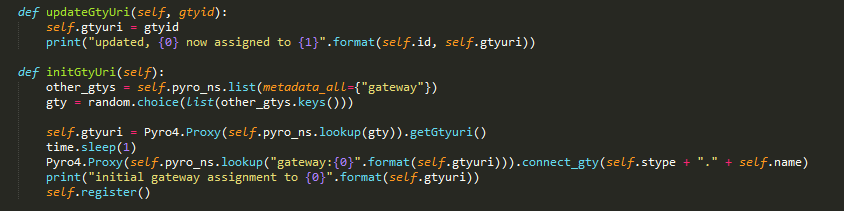 def updateGtyUri(self, gtyid):
    self.gtyuri = gtyid
    print("updated, {0} now assigned to {1}".format(self.id, self.gtyuri))
def initGtyUri(self):
    other_gtys = self.pyro_ns.list(metadata_all={"gateway"})
    gty = random.choice(list(other_gtys.keys()))
    self.gtyuri = Pyro4.Proxy(self.pyro_ns.lookup(gty)).getGtyuri()
    time.sleep(1)
    Pyro4.Proxy(self.pyro_ns.lookup("gateway:{0}".format(self.gtyuri))).connect_gty(self.stype + "." + self.name)
    print("initial gateway assignment to {0}".format(self.gtyuri))
    self.register()